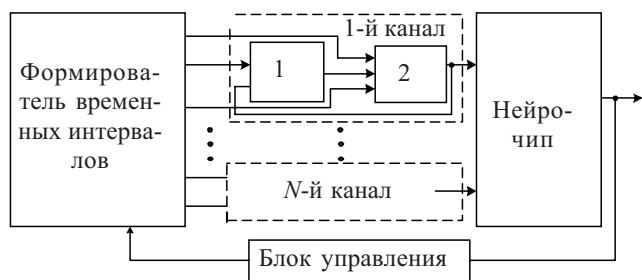 1-й канал
Формирова-
тель времен-
ных интерва-
лов
1
2
Нейро-
чип
N-й канал
Блок управления